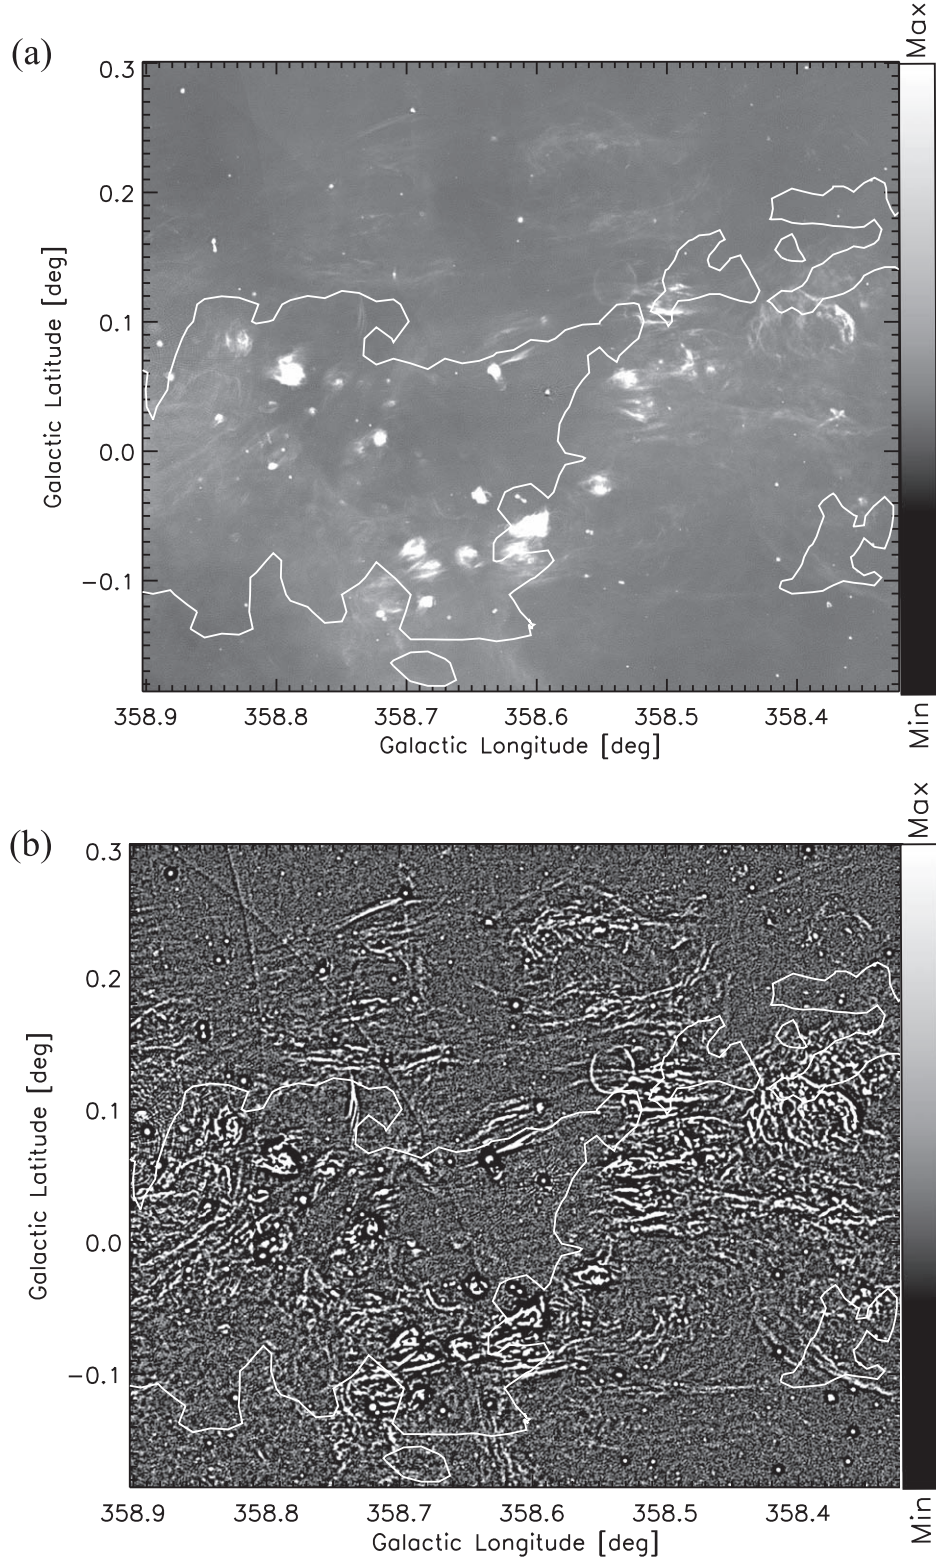 (a)
Max
0.3
0.2
0.1
0.0
−0.1
Galactic Latitude [deg]
358.9 358.8 358.7 358.6 358.5 358.4
Galactic Longitude [deg]
Min
(b)
Max
0.3
0.2
0.1
0.0
−0.1
Galactic Latitude [deg]
358.9 358.8 358.7 358.6 358.5 358.4
Galactic Longitude [deg]
Min